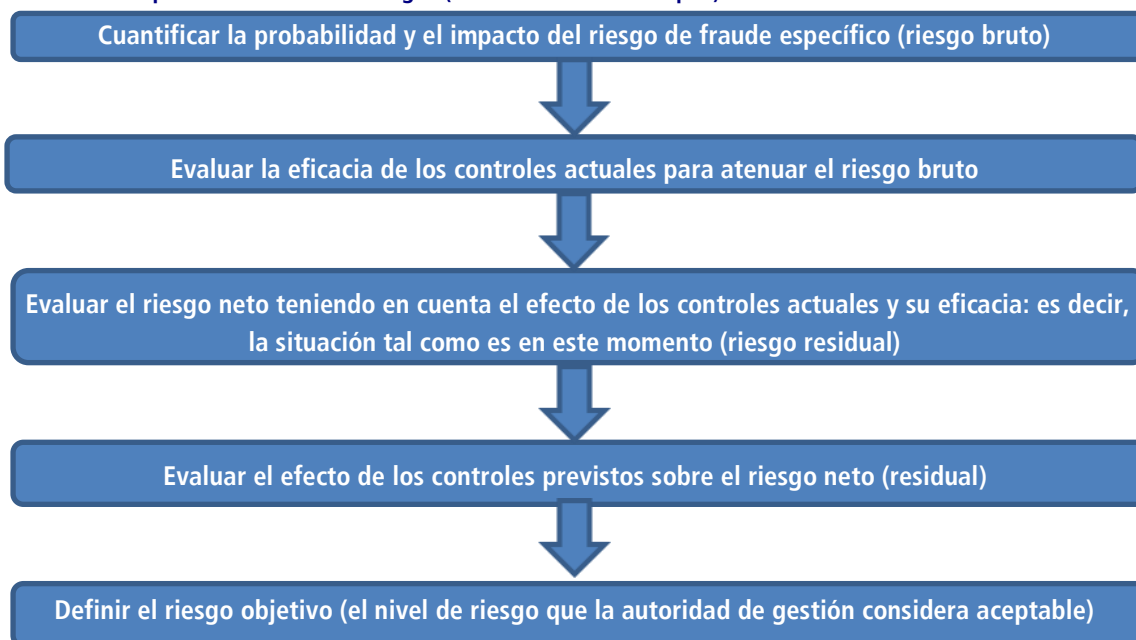 Cuantificar la probabilidad y el impacto del riesgo de fraude específico (riesgo bruto)
Evaluar la eficacia de los controles actuales para atenuar el riesgo bruto
Evaluar el riesgo neto teniendo en cuenta el efecto de los controles actuales y su eficacia: es decir,
la situación tal como es en este momento (riesgo residual)
Evaluar el efecto de los controles previstos sobre el riesgo neto (residual)
Definir el riesgo objetivo (el nivel de riesgo que la autoridad de gestión considera aceptable)